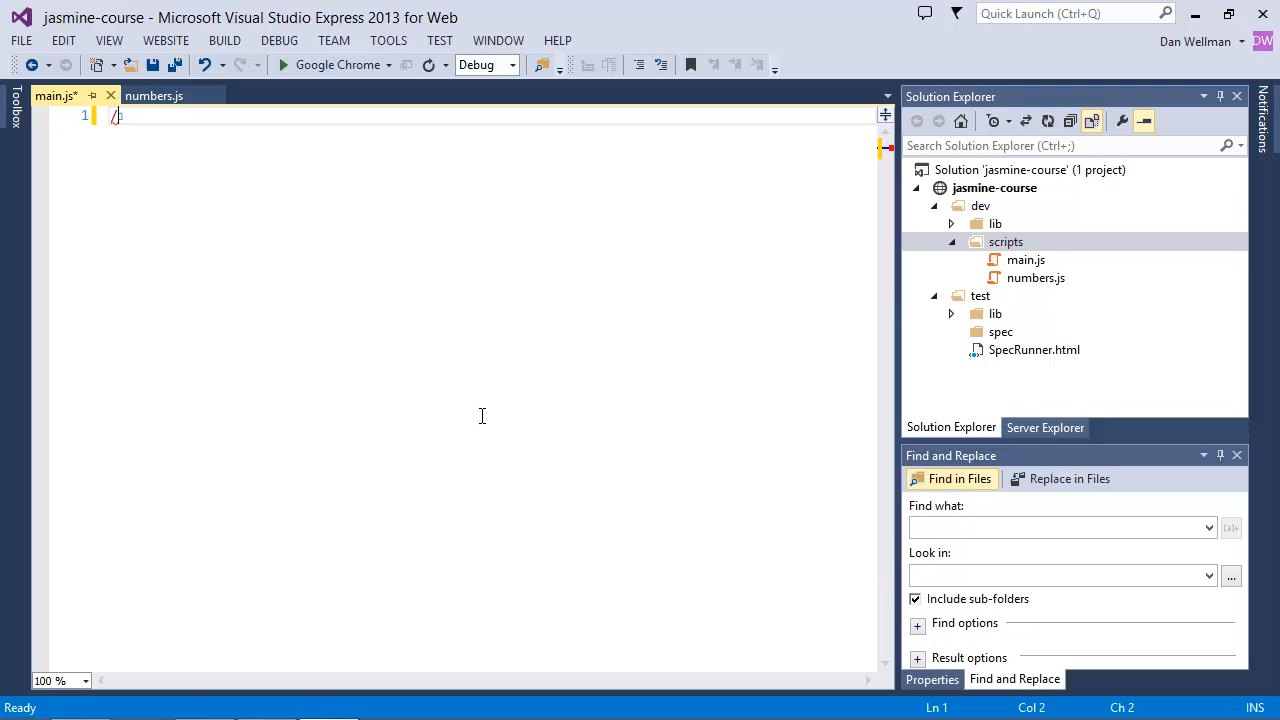 jasmine-course - Microsoft Visual Studio Express 2013 for Web
Quick Launch (Ctrl+Q)
FILE EDIT VIEW WEBSITE BUILD DEBUG TEAM TOOLS TEST WINDOW HELP
Dan Wellman DW
Google Chrome Debug
Toolbox
main.js* numbers.js
1 /
Solution Explorer
Search Solution Explorer (Ctrl+;)
Solution 'jasmine-course' (1 project)
jasmine-course
dev
lib
scripts
main.js
numbers.js
test
lib
spec
SpecRunner.html
Solution Explorer Server Explorer
Notifications
Find and Replace
Find in Files Replace in Files
Find what:
(a)+
Look in:
...
Include sub-folders
Find options
Result options
Properties Find and Replace
100 %
Ready Ln 1 Col 2 Ch 2 INS